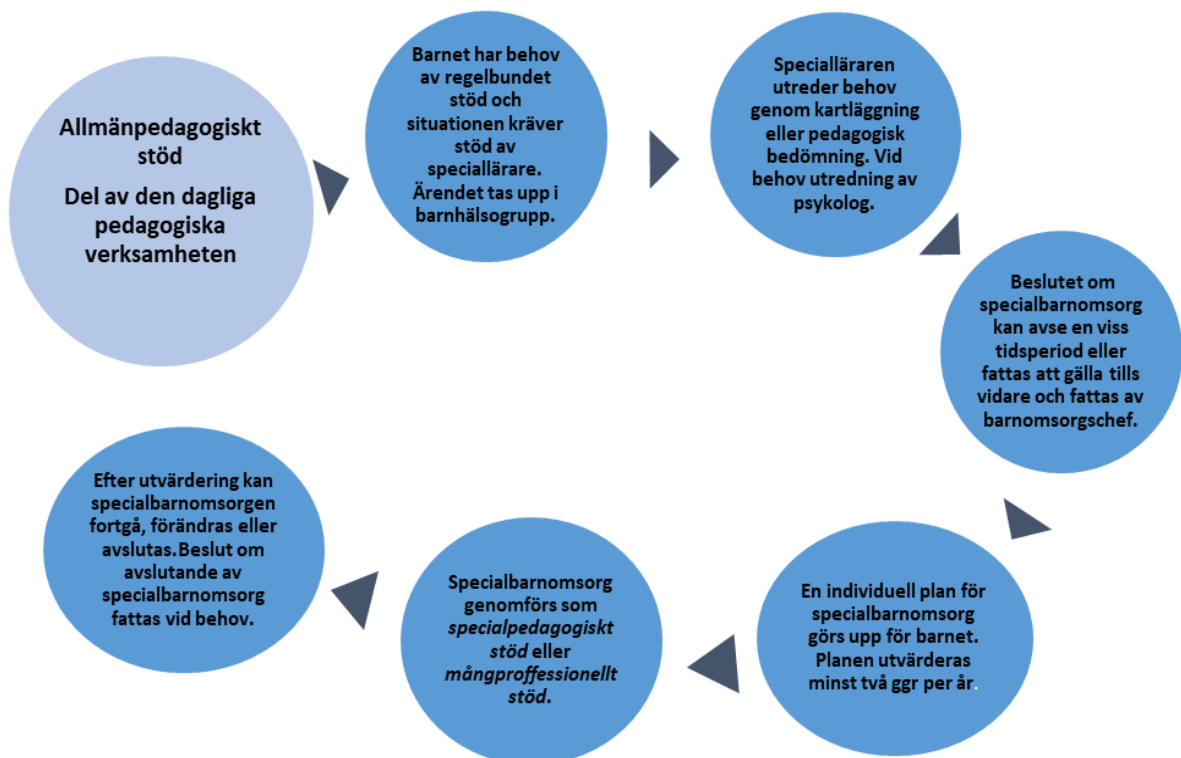 Allmänpedagogiskt
stöd
Del av den dagliga
pedagogiska
verksamheten
Barnet har behov
av regelbundet
stöd och
situationen kräver
stöd av
speciallärare.
Ärendet tas upp i
barnhälsogrupp.
Specialläraren
utreder behov
genom kartläggning
eller pedagogisk
bedömning. Vid
behov utredning av
psykolog.
Beslutet om
specialbarnomsorg
kan avse en viss
tidsperiod eller
fattas att gälla tills
vidare och fattas av
barnomsorgschef.
En individuell plan för
specialbarnomsorg
görs upp för barnet.
Planen utvärderas
minst två ggr per år.
Specialbarnomsorg
genomförs som
specialpedagogiskt
stöd eller
mångproffessionellt
stöd.
Efter utvärdering kan
specialbarnomsorgen
fortgå, förändras eller
avslutas.Beslut om
avslutande av
specialbarnomsorg
fattas vid behov.